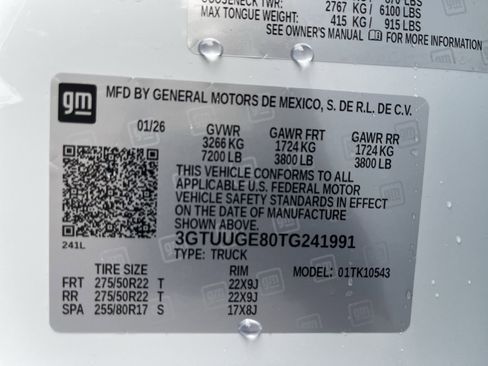 GOOSENECK TWR:
2767 KG / 6100 LBS
MAX TONGUE WEIGHT:
415 KG / 915 LBS
SEE OWNER'S MANUAL FOR MORE INFORMATION
gm MFD BY GENERAL MOTORS DE MEXICO, S. DE R.L. DE C.V.
01/26 GVWR GAWR FRT GAWR RR
3266 KG 1724 KG 1724 KG
7200 LB 3800 LB 3800 LB
THIS VEHICLE CONFORMS TO ALL
APPLICABLE U.S. FEDERAL MOTOR
VEHICLE SAFETY STANDARDS IN EFFECT
ON THE DATE OF MANUFACTURE SHOWN ABOVE.
241L
3GTUUGE80TG241991
TYPE: TRUCK
TIRE SIZE RIM MODEL: 01TK10543
FRT 275/50R22 T 22X9J
RR 275/50R22 T 22X9J
SPA 255/80R17 S 17X8J